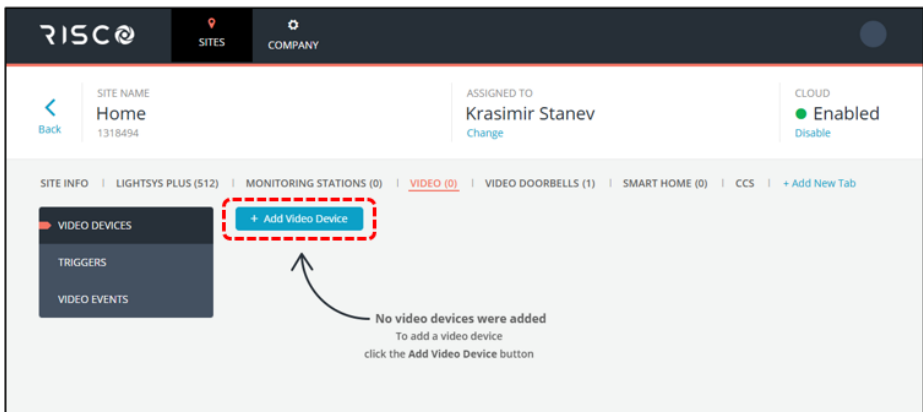 RISCO
SITES
COMPANY
SITE NAME
Home
1318494
Back
ASSIGNED TO
Krasimir Stanev
Change
CLOUD
Enabled
Disable
SITE INFO | LIGHTSYS PLUS (512) | MONITORING STATIONS (0) | VIDEO (0) | VIDEO DOORBELLS (1) | SMART HOME (0) | CCS | + Add New Tab
VIDEO DEVICES
TRIGGERS
VIDEO EVENTS
+ Add Video Device
No video devices were added
To add a video device
click the Add Video Device button